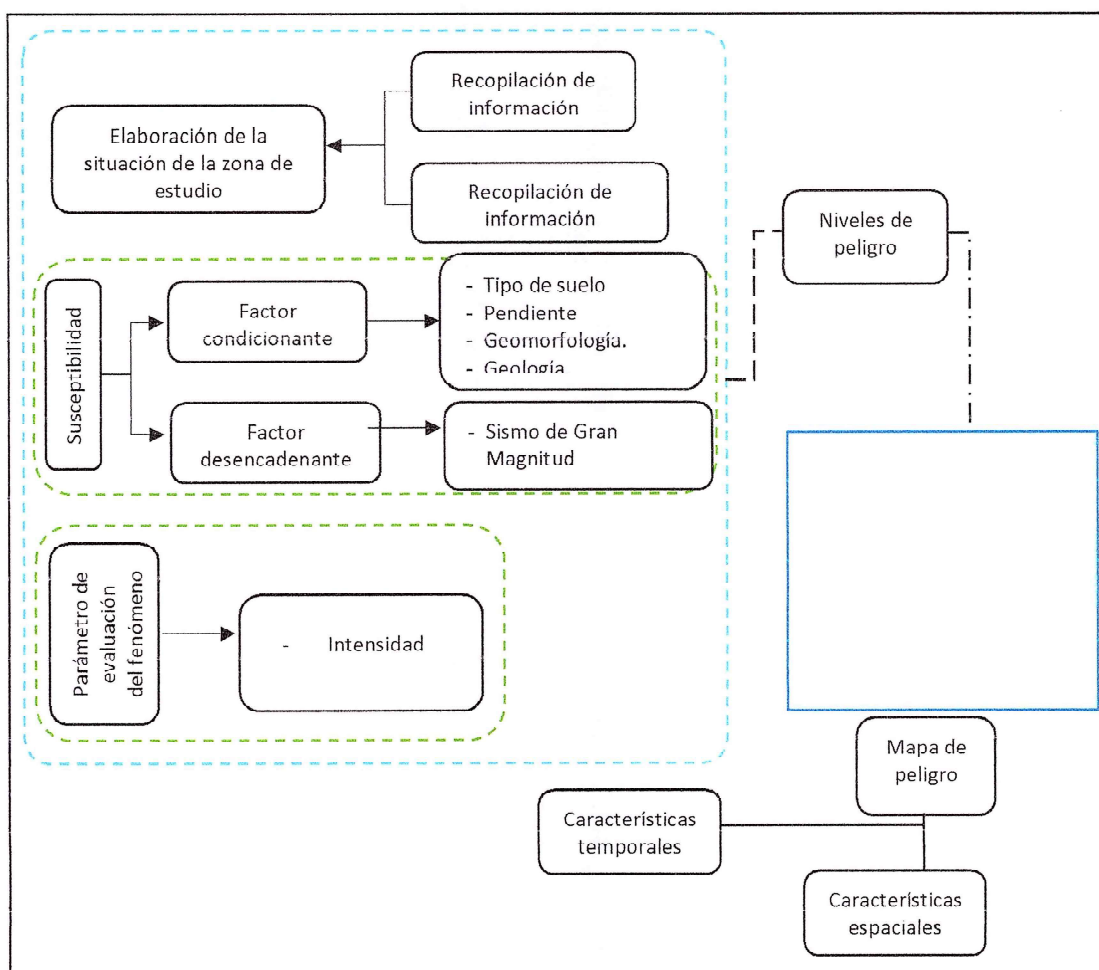 Recopilación de
información
Elaboración de la
situación de la zona de
estudio
Recopilación de
información
Niveles de
peligro
Susceptibilidad
Factor
condicionante
- Tipo de suelo
- Pendiente
- Geomorfología.
- Geología
Factor
desencadenante
- Sismo de Gran
Magnitud
Parámetro de
evaluación
del fenómeno
- Intensidad
Mapa de
peligro
Características
temporales
Características
espaciales